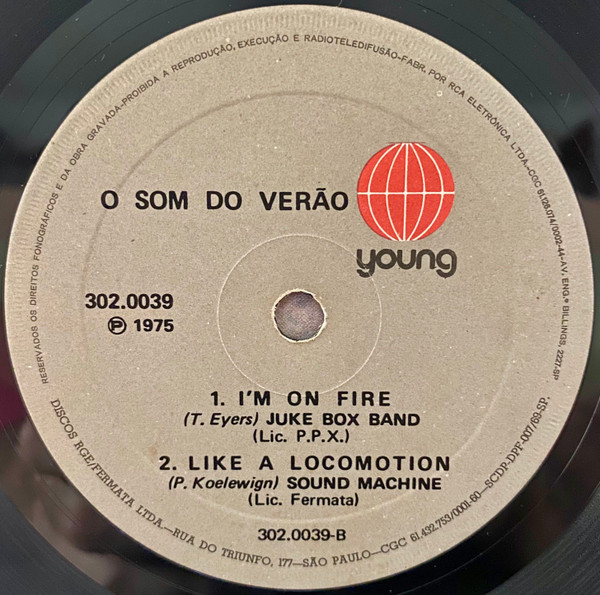 RESERVADOS OS DIREITOS FONOGRÁFICOS E DA OBRA GRAVADA-PROIBIDA A REPRODUÇÃO, EXECUÇÃO E RADIOTELEDIFUSÃO-FABR. POR RCA ELETRÔNICA LTDA.-CGC 61.126.074/0002-44-AV. ENG.º BILLINGS, 2227-SP
O SOM DO VERÃO
young
302.0039
℗ 1975
1. I'M ON FIRE
(T. Eyers) JUKE BOX BAND
(Lic. P.P.X.)
2. LIKE A LOCOMOTION
(P. Koelewign) SOUND MACHINE
(Lic. Fermata)
302.0039-B
DISCOS RGE/FERMATA LTDA.—RUA DO TRIUNFO, 177—SÃO PAULO—CGC 61.432.753/0001-60—SCDP-DPF-007/69-SP.